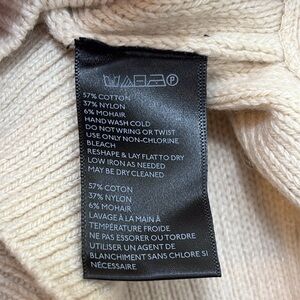 P
57% COTTON
37% NYLON
6% MOHAIR
HAND WASH COLD
DO NOT WRING OR TWIST
USE ONLY NON-CHLORINE
BLEACH
RESHAPE & LAY FLAT TO DRY
LOW IRON AS NEEDED
MAY BE DRY CLEANED
57% COTON
37% NYLON
6% MOHAIR
LAVAGE À LA MAIN À
TEMPÉRATURE FROIDE
NE PAS ESSORER OU TORDRE
UTILISER UN AGENT DE
BLANCHIMENT SANS CHLORE SI
NÉCESSAIRE